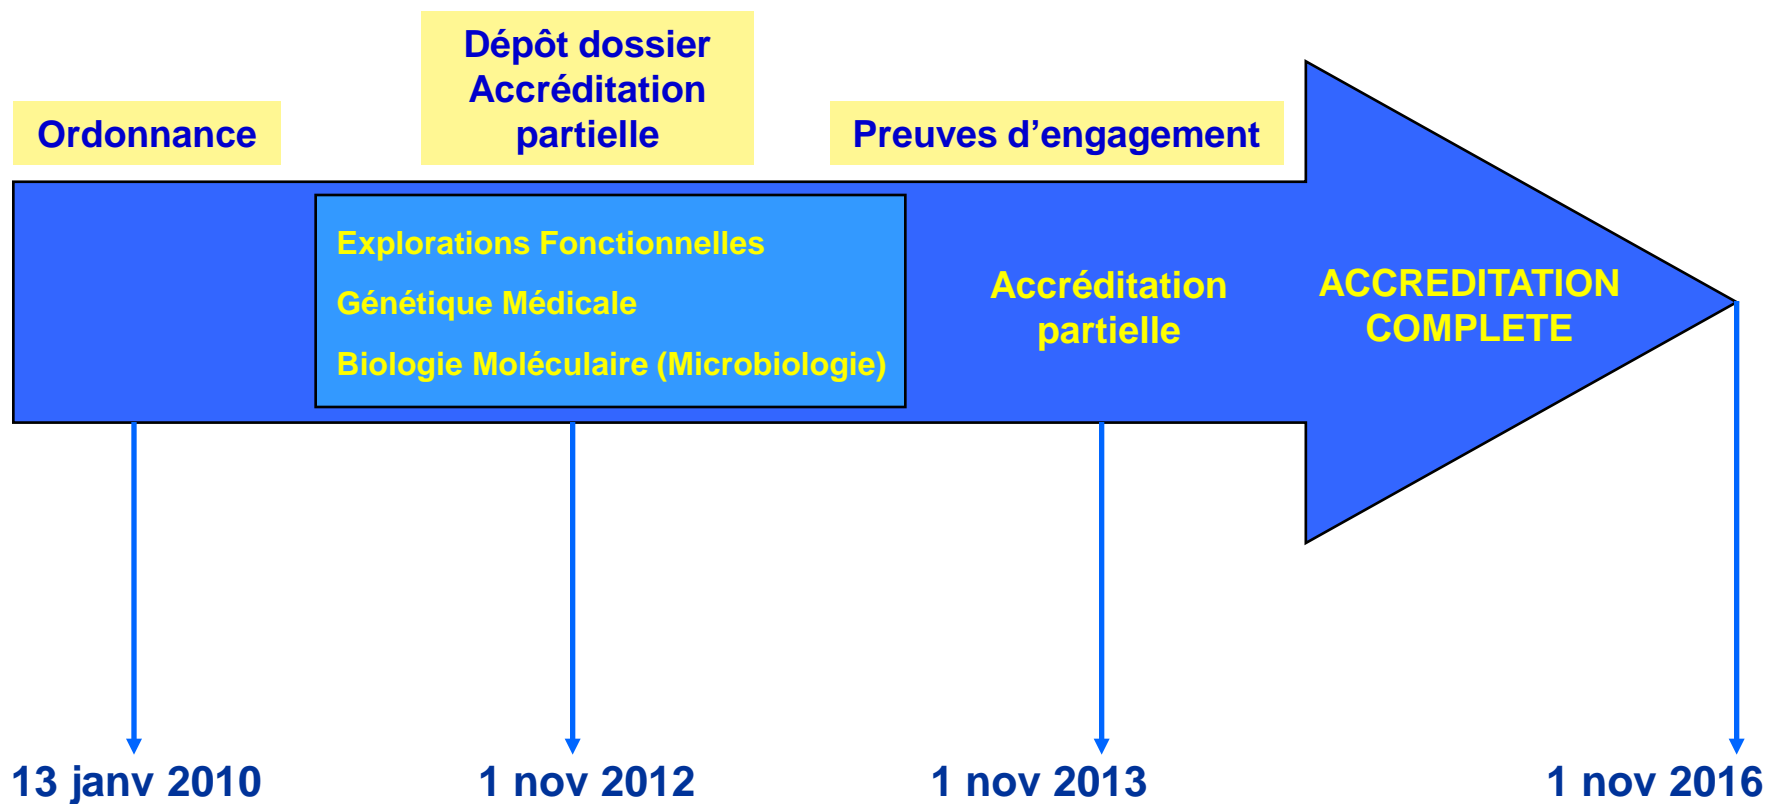 Dépôt dossier
Accréditation
partielle
Ordonnance
Preuves d’engagement
Explorations Fonctionnelles
Génétique Médicale
Biologie Moléculaire (Microbiologie)
Accréditation
partielle
ACCREDITATION
COMPLETE
13 janv 2010
1 nov 2012
1 nov 2013
1 nov 2016